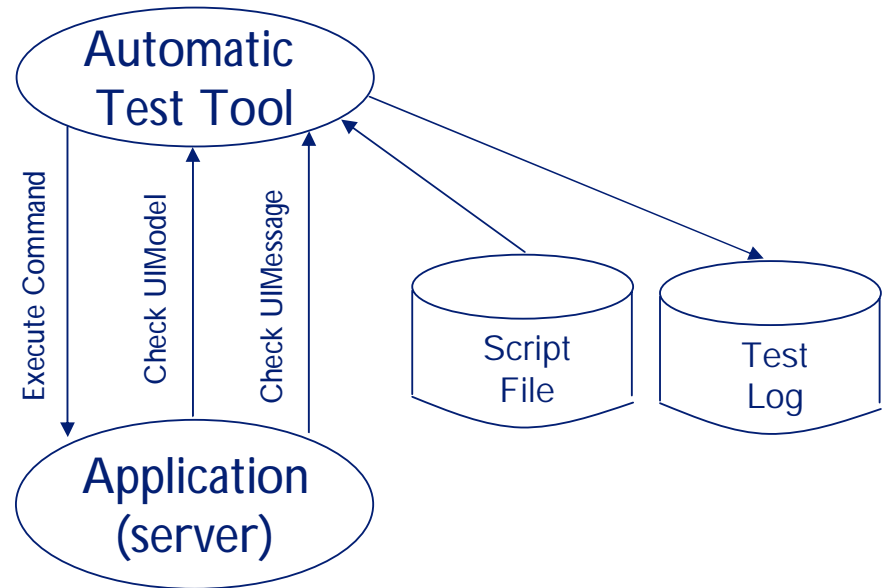 Automatic
Test Tool
Execute Command
Check UIModel
Check UIMessage
Script
File
Test
Log
Application
(server)